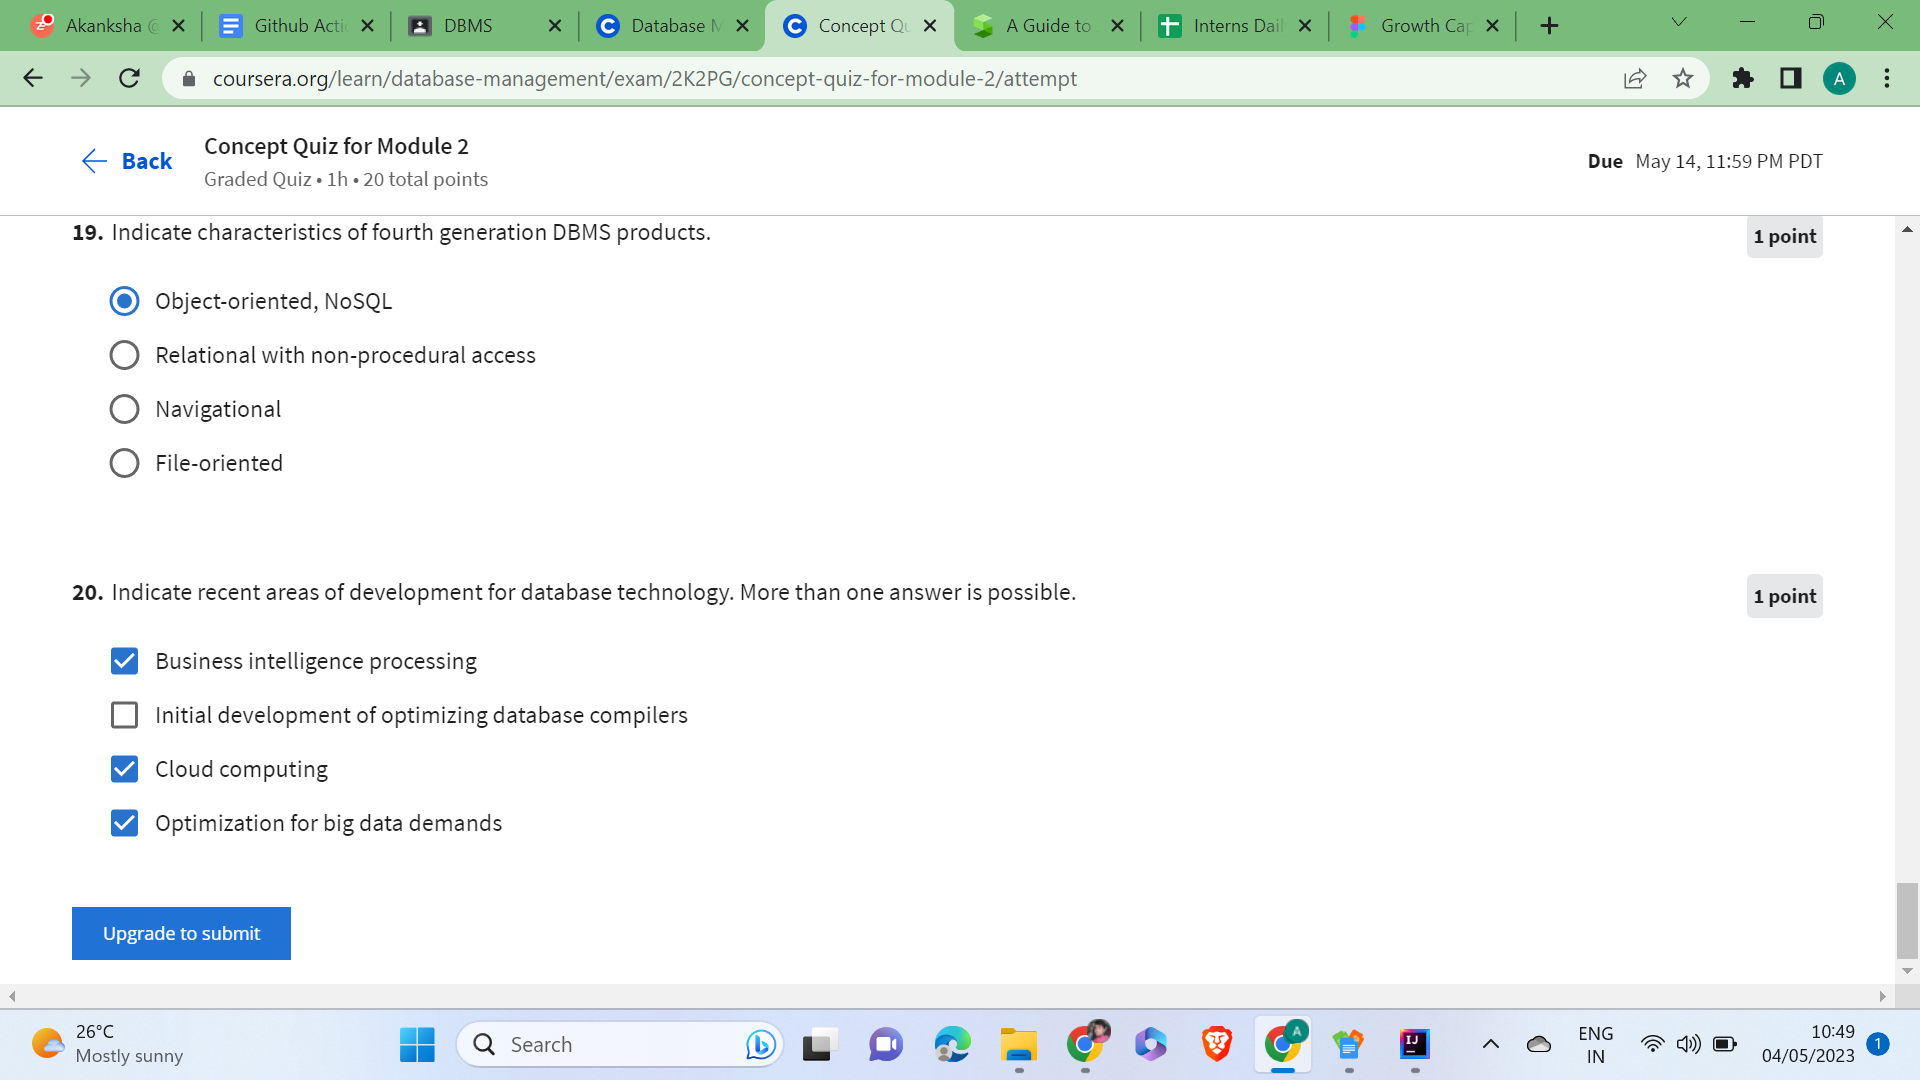 Akanksha @
Github Acti
DBMS
Database M
Concept Qu
A Guide to
Interns Dail
Growth Cap
coursera.org/learn/database-management/exam/2K2PG/concept-quiz-for-module-2/attempt
A
Back
Concept Quiz for Module 2
Graded Quiz • 1h • 20 total points
Due May 14, 11:59 PM PDT
19. Indicate characteristics of fourth generation DBMS products.
1 point
Object-oriented, NoSQL
Relational with non-procedural access
Navigational
File-oriented
20. Indicate recent areas of development for database technology. More than one answer is possible.
1 point
Business intelligence processing
Initial development of optimizing database compilers
Cloud computing
Optimization for big data demands
Upgrade to submit
26°C
Mostly sunny
Search
A
IJ
ENG
IN
10:49
04/05/2023
1